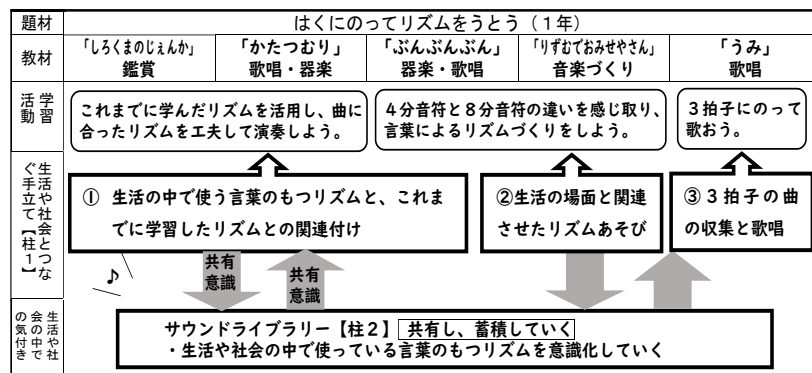 題材
はくにのってリズムをうとう（１年）
教材
「しろくまのじぇんか」
鑑賞
「かたつむり」
歌唱・器楽
「ぶんぶんぶん」
器楽・歌唱
「りずむでおみせやさん」
音楽づくり
「うみ」
歌唱
学習
活動
これまでに学んだリズムを活用し、曲に
合ったリズムを工夫して演奏しよう。
４分音符と８分音符の違いを感じ取り、
言葉によるリズムづくりをしよう。
３拍子にのって
歌おう。
生活や社会とつな
ぐ手立て【柱１】
① 生活の中で使う言葉のもつリズムと、これま
でに学習したリズムとの関連付け
②生活の場面と関連
させたリズムあそび
③３拍子の曲
の収集と歌唱
♪
共有
意識
共有
意識
生活や社
会の中で
の気付き
サウンドライブラリー【柱２】 共有し、蓄積していく
・生活や社会の中で使っている言葉のもつリズムを意識化していく